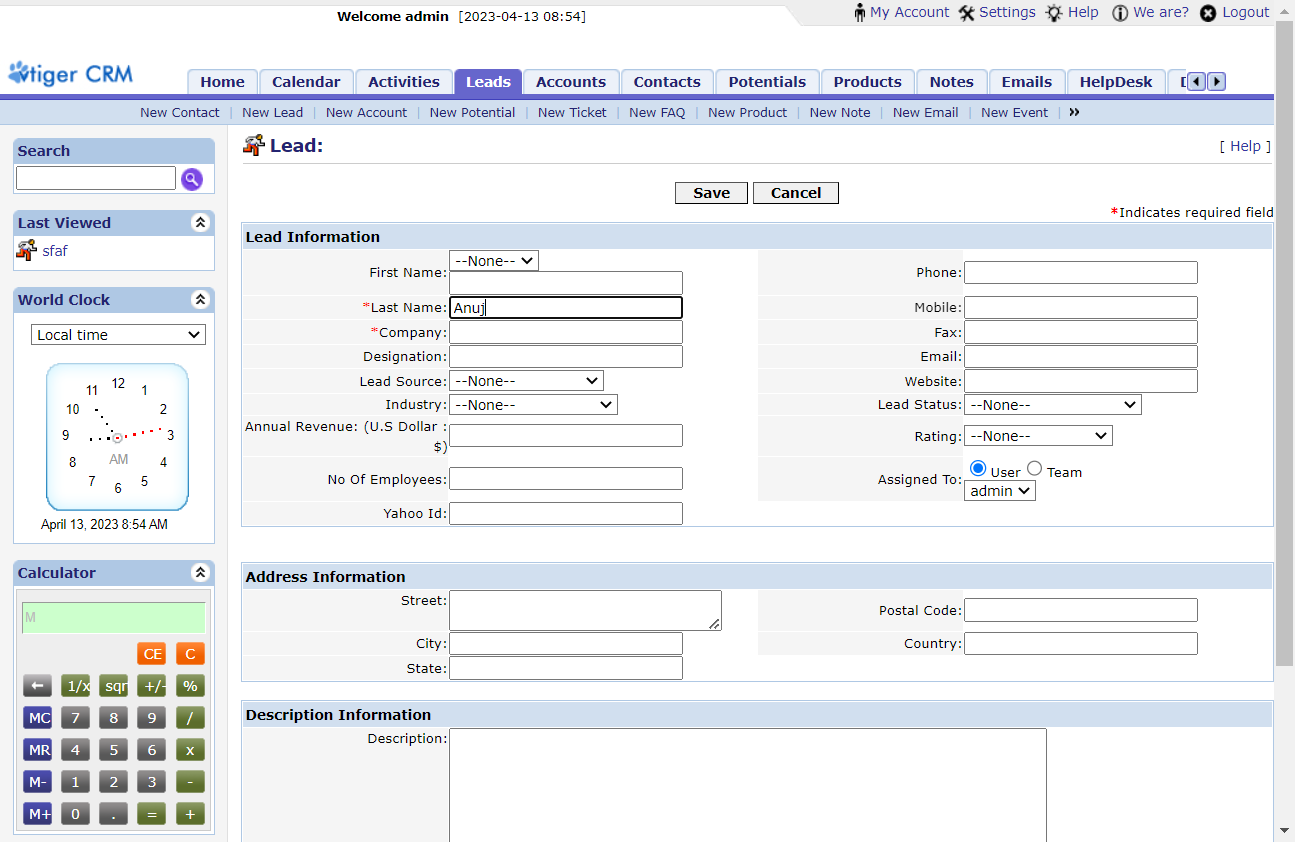 Welcome admin [2023-04-13 08:54]
My Account Settings Help We are? Logout
vtiger CRM
Home Calendar Activities Leads Accounts Contacts Potentials Products Notes Emails HelpDesk
New Contact | New Lead | New Account | New Potential | New Ticket | New FAQ | New Product | New Note | New Email | New Event | »
Search
Last Viewed
sfaf
World Clock
Local time
12
11 1
10 2
9 3
8 4
7 5
6
AM
April 13, 2023 8:54 AM
Calculator
M
CE C
← 1/x sqr +/- %
MC 7 8 9 /
MR 4 5 6 x
M- 1 2 3 -
M+ 0 . = +
Lead:
[ Help ]
Save Cancel
*Indicates required field
Lead Information
First Name: --None--
Phone:
*Last Name: Anuj
Mobile:
*Company:
Fax:
Designation:
Email:
Lead Source: --None--
Website:
Industry: --None--
Lead Status: --None--
Annual Revenue: (U.S Dollar :
$)
Rating: --None--
No Of Employees:
Assigned To: User Team
admin
Yahoo Id:
Address Information
Street:
Postal Code:
City:
Country:
State:
Description Information
Description: